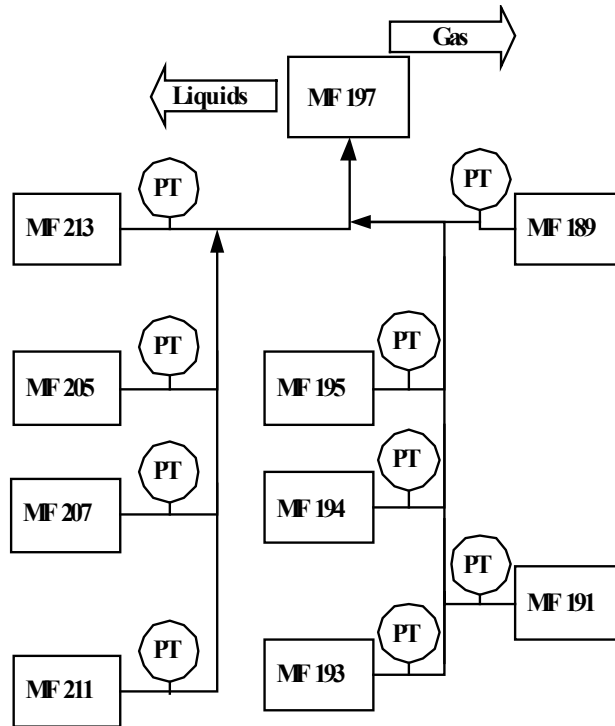 Gas
Liquids
MF 197
PT
PT
MF 213
MF 189
PT
PT
MF 205
MF 195
PT
PT
MF 207
MF 194
PT
MF 191
PT
PT
MF 211
MF 193